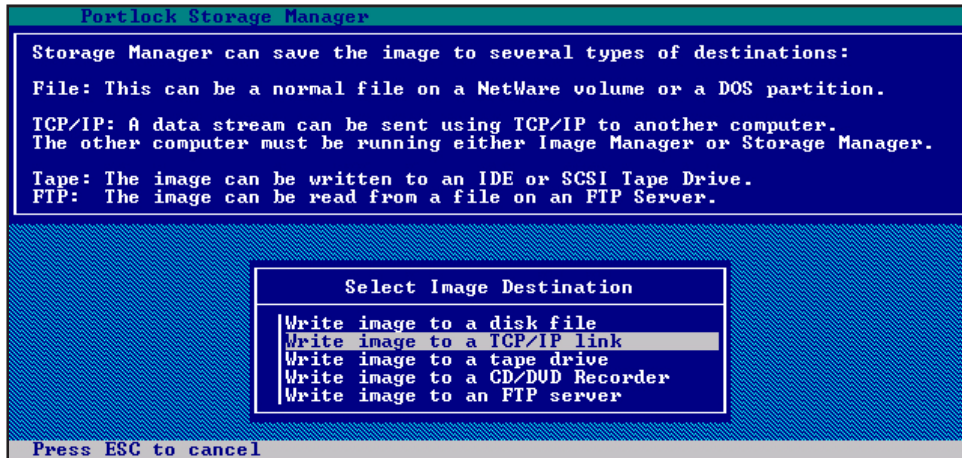 Portlock Storage Manager
Storage Manager can save the image to several types of destinations:
File: This can be a normal file on a NetWare volume or a DOS partition.
TCP/IP: A data stream can be sent using TCP/IP to another computer.
The other computer must be running either Image Manager or Storage Manager.
Tape: The image can be written to an IDE or SCSI Tape Drive.
FTP:  The image can be read from a file on an FTP Server.
Select Image Destination
Write image to a disk file
Write image to a TCP/IP link
Write image to a tape drive
Write image to a CD/DVD Recorder
Write image to an FTP server
Press ESC to cancel